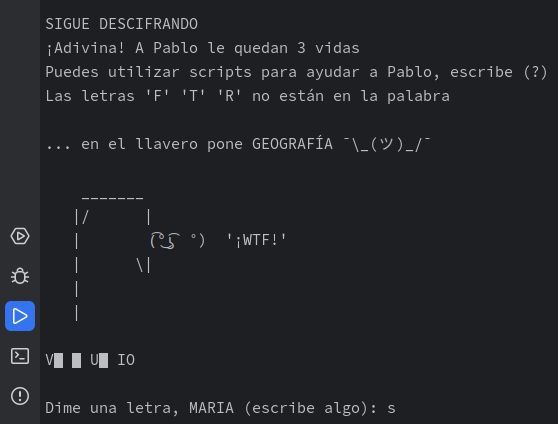 SIGUE DESCIFRANDO
¡Adivina! A Pablo le quedan 3 vidas
Puedes utilizar scripts para ayudar a Pablo, escribe (?)
Las letras 'F' 'T' 'R' no están en la palabra
... en el llavero pone GEOGRAFÍA ¯\_(ツ)_/¯
_______
|/ |
| ( ͡° ͜ʖ ͡°) '¡WTF!'
| \|
|
|
V█ █ U█ IO
Dime una letra, MARIA (escribe algo): s